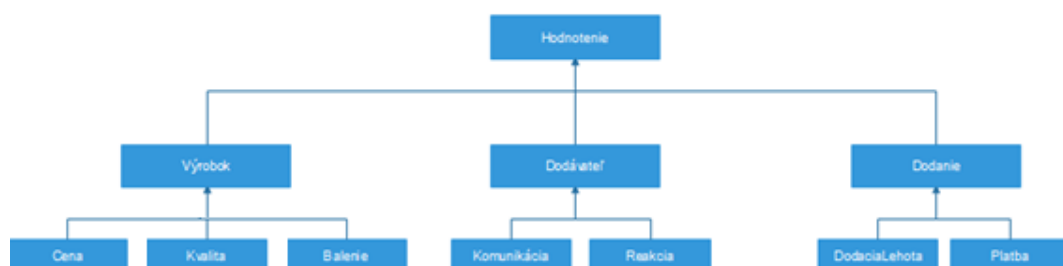 Hodnotenie
Výrobok
Dodávateľ
Dodanie
Cena
Kvalita
Balenie
Komunikácia
Reakcia
DodaciaLehota
Platba